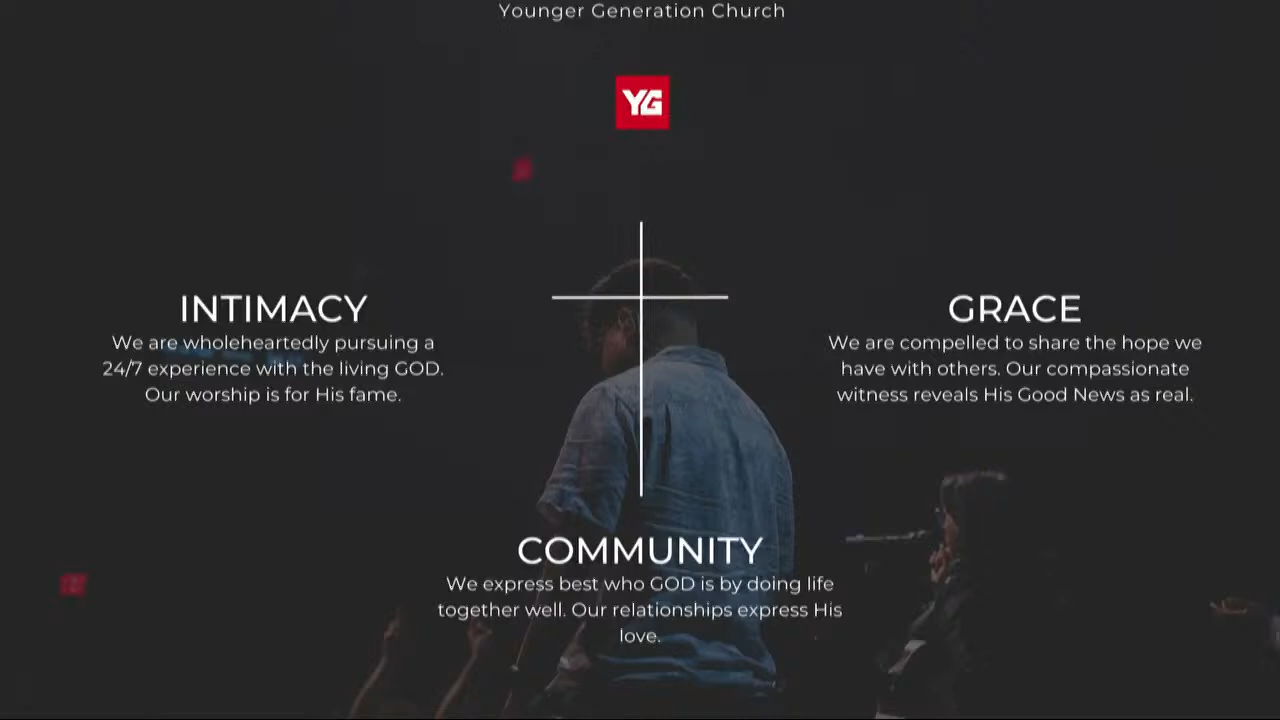 Younger Generation Church
YG
INTIMACY
We are wholeheartedly pursuing a
24/7 experience with the living GOD.
Our worship is for His fame.
GRACE
We are compelled to share the hope we
have with others. Our compassionate
witness reveals His Good News as real.
COMMUNITY
We express best who GOD is by doing life
together well. Our relationships express His
love.